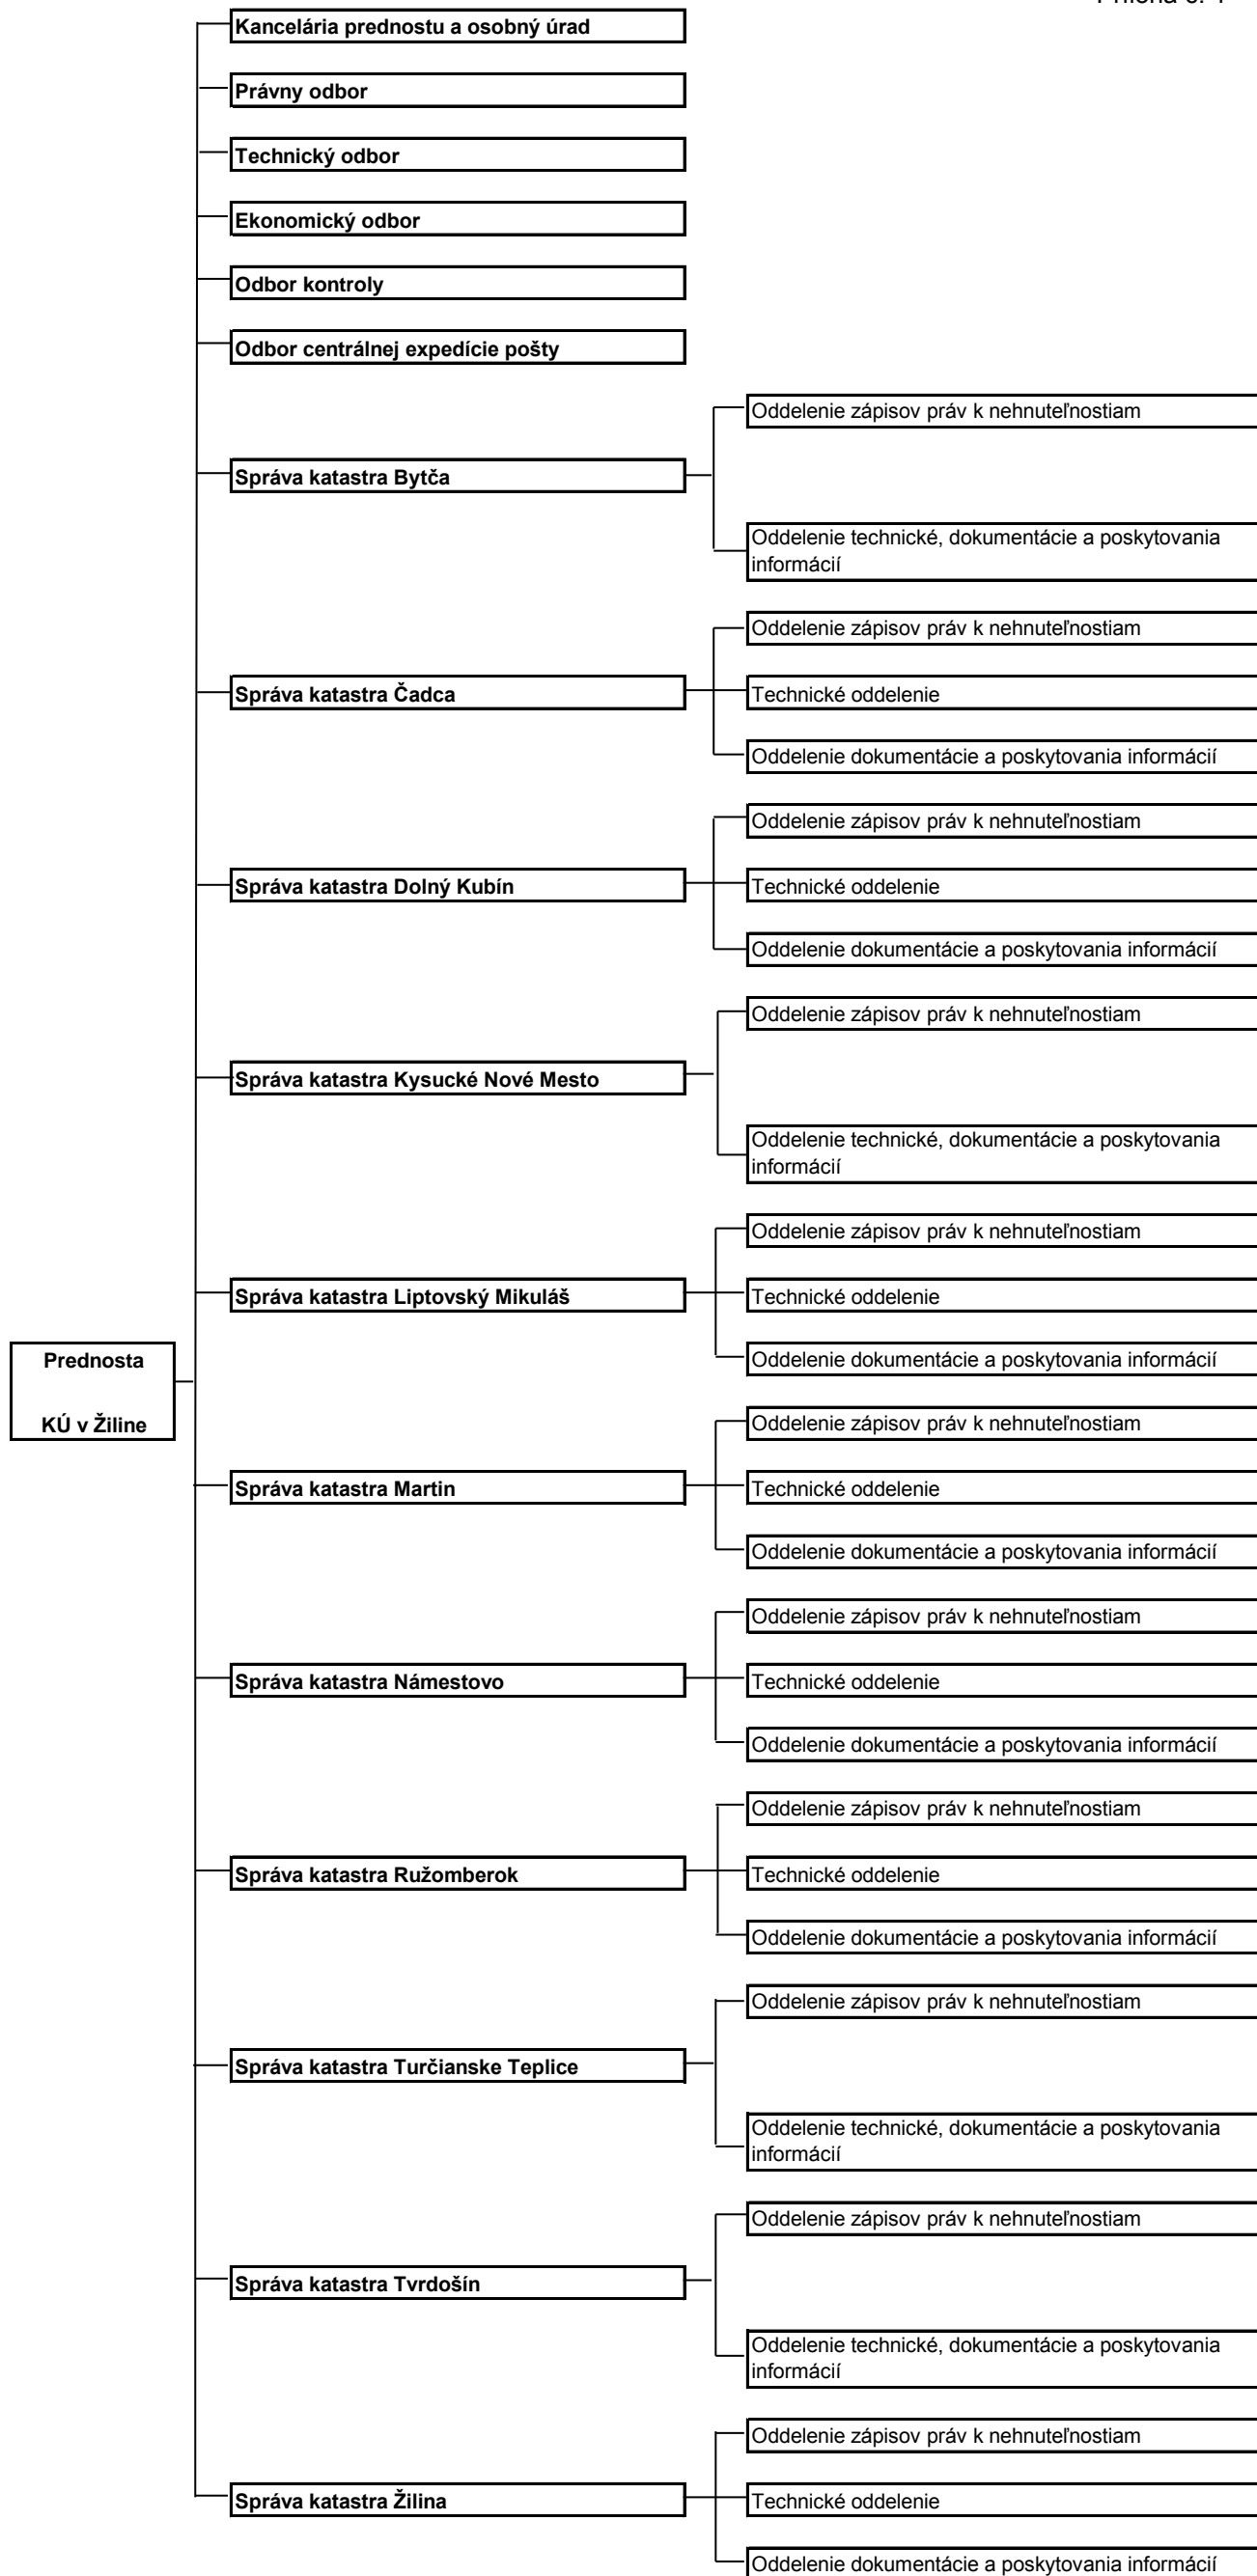 Kancelária prednostu a osobný úrad
Právny odbor
Technický odbor
Ekonomický odbor
Odbor kontroly
Odbor centrálnej expedície pošty
Oddelenie zápisov práv k nehnuteľnostiam
Správa katastra Bytča
Oddelenie technické, dokumentácie a poskytovania
informácií
Oddelenie zápisov práv k nehnuteľnostiam
Správa katastra Čadca
Technické oddelenie
Oddelenie dokumentácie a poskytovania informácií
Oddelenie zápisov práv k nehnuteľnostiam
Správa katastra Dolný Kubín
Technické oddelenie
Oddelenie dokumentácie a poskytovania informácií
Oddelenie zápisov práv k nehnuteľnostiam
Správa katastra Kysucké Nové Mesto
Oddelenie technické, dokumentácie a poskytovania
informácií
Oddelenie zápisov práv k nehnuteľnostiam
Správa katastra Liptovský Mikuláš
Technické oddelenie
Prednosta
Oddelenie dokumentácie a poskytovania informácií
KÚ v Žiline
Oddelenie zápisov práv k nehnuteľnostiam
Správa katastra Martin
Technické oddelenie
Oddelenie dokumentácie a poskytovania informácií
Oddelenie zápisov práv k nehnuteľnostiam
Správa katastra Námestovo
Technické oddelenie
Oddelenie dokumentácie a poskytovania informácií
Oddelenie zápisov práv k nehnuteľnostiam
Správa katastra Ružomberok
Technické oddelenie
Oddelenie dokumentácie a poskytovania informácií
Oddelenie zápisov práv k nehnuteľnostiam
Správa katastra Turčianske Teplice
Oddelenie technické, dokumentácie a poskytovania
informácií
Oddelenie zápisov práv k nehnuteľnostiam
Správa katastra Tvrdošín
Oddelenie technické, dokumentácie a poskytovania
informácií
Oddelenie zápisov práv k nehnuteľnostiam
Správa katastra Žilina
Technické oddelenie
Oddelenie dokumentácie a poskytovania informácií